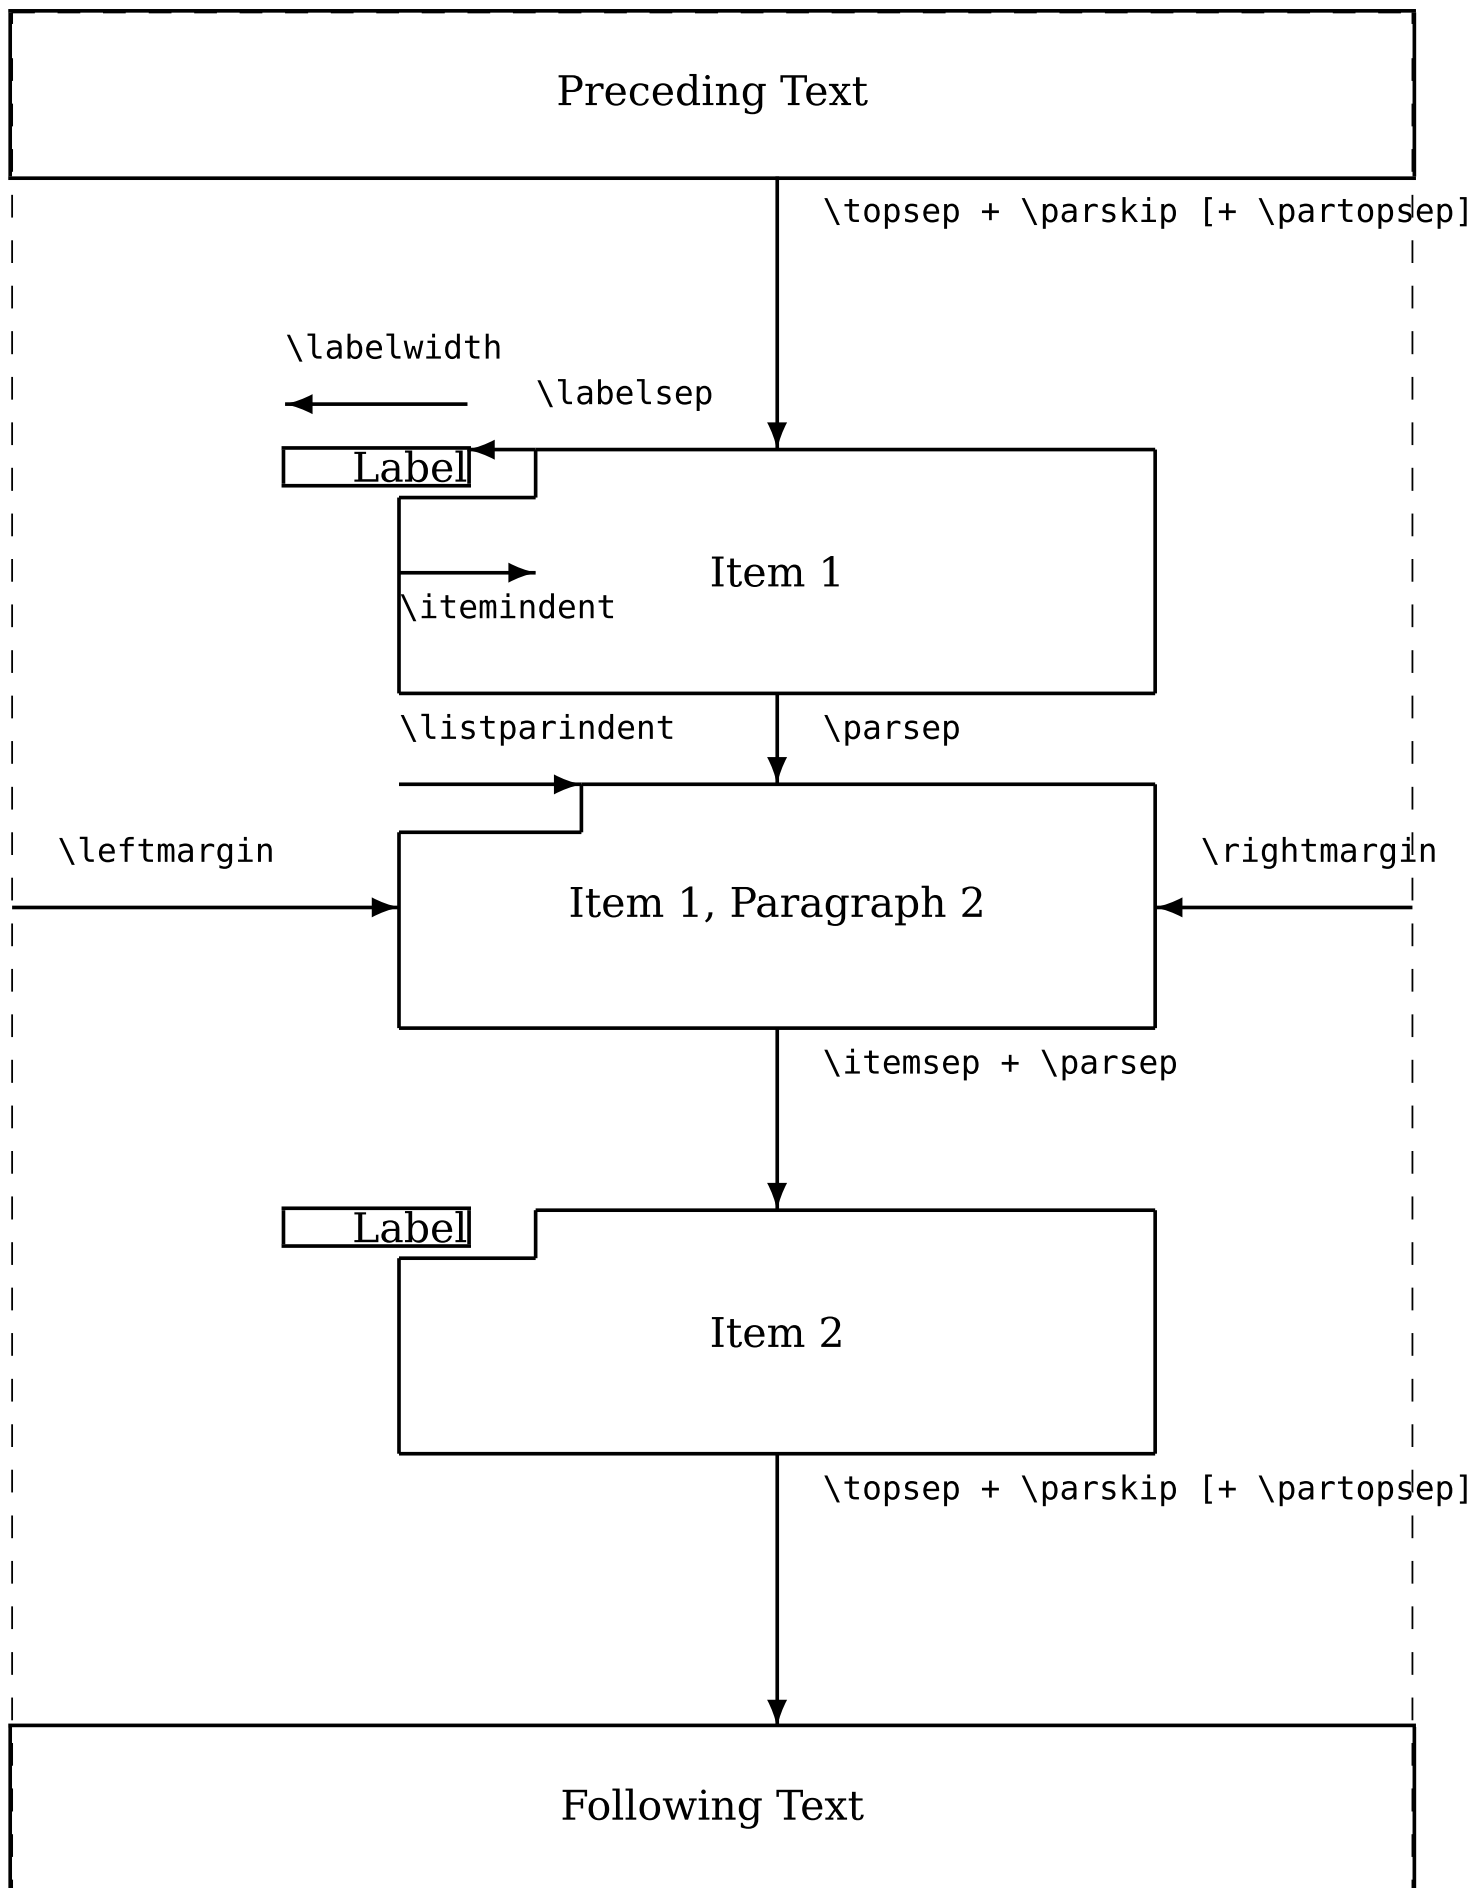 Preceding Text
\topsep + \parskip [+ \partopsep]
\labelwidth
\labelsep
Label
Item 1
\itemindent
\listparindent
\parsep
\leftmargin
\rightmargin
Item 1, Paragraph 2
\itemsep + \parsep
Label
Item 2
\topsep + \parskip [+ \partopsep]
Following Text